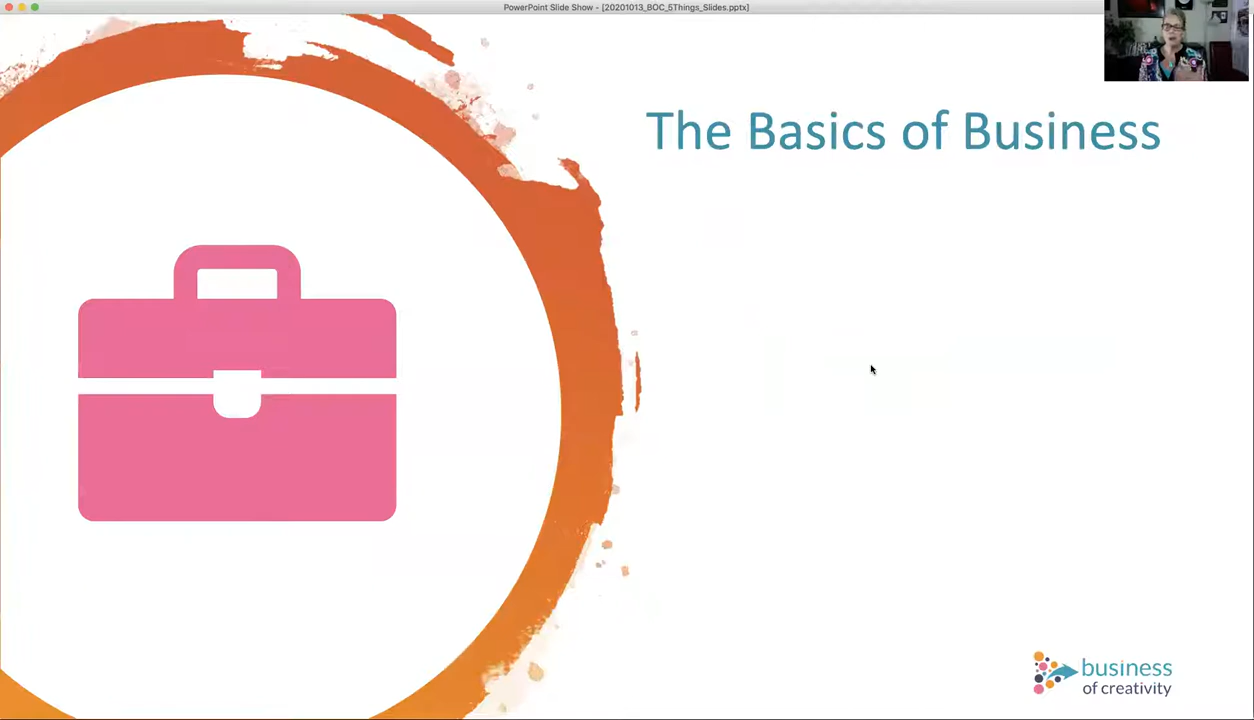 PowerPoint Slide Show - [20201013_BOC_5Things_Slides.pptx]
The Basics of Business
business
of creativity